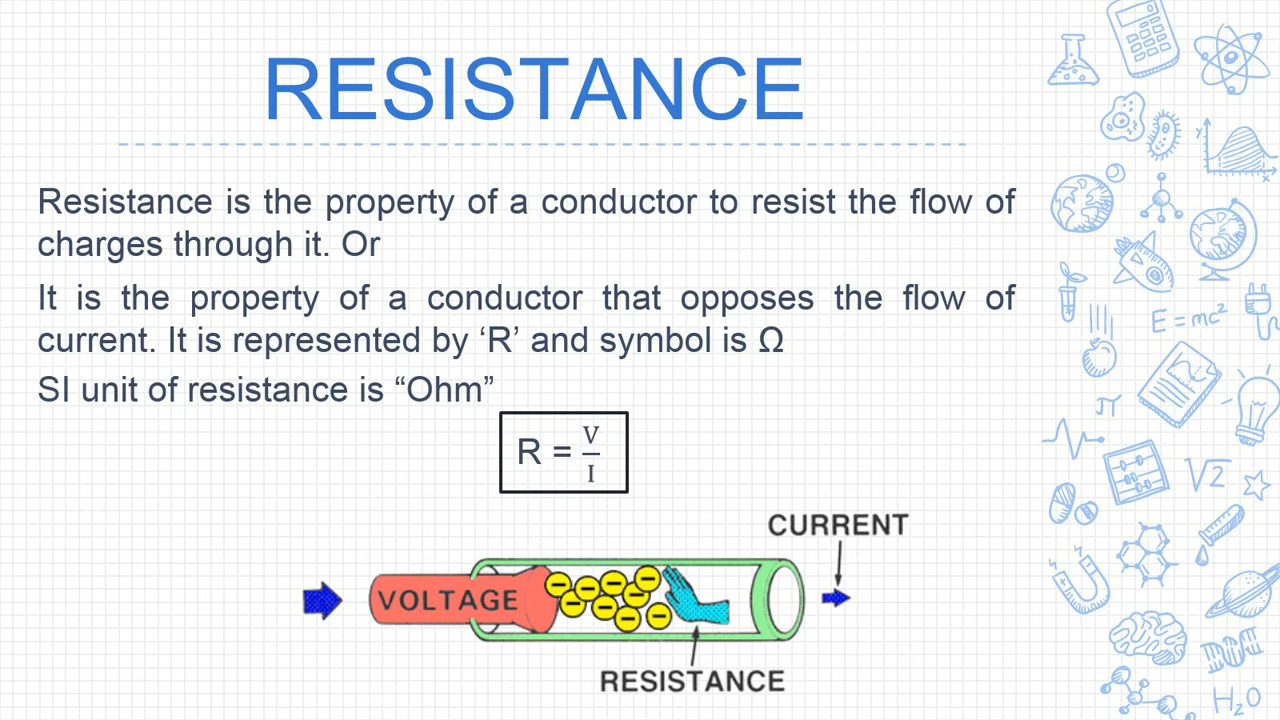 RESISTANCE
Resistance is the property of a conductor to resist the flow of
charges through it. Or
It is the property of a conductor that opposes the flow of
current. It is represented by ‘R’ and symbol is Ω
SI unit of resistance is “Ohm”
R = V/I
CURRENT
VOLTAGE
RESISTANCE
y
x
E=mc²
π
√2
H₂O